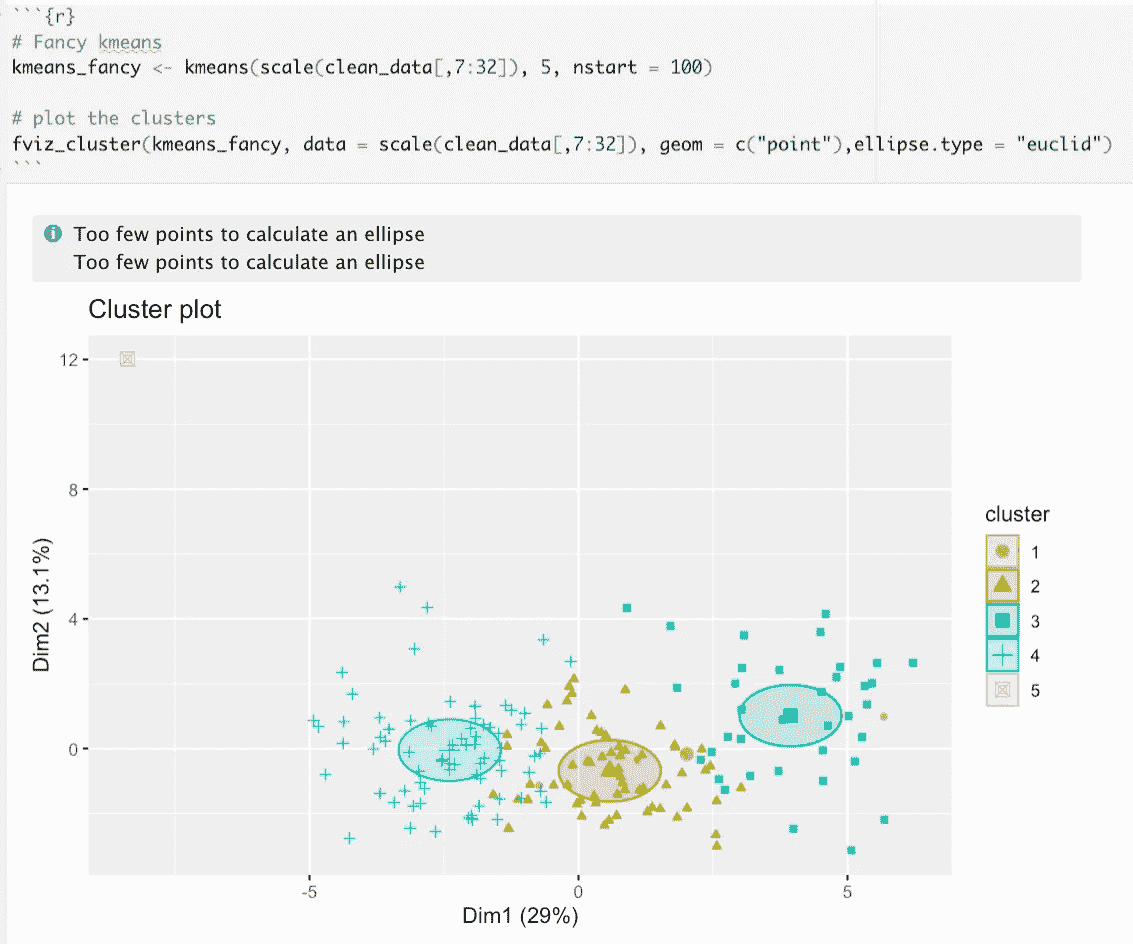 ```{r}
# Fancy kmeans
kmeans_fancy <- kmeans(scale(clean_data[,7:32]), 5, nstart = 100)
# plot the clusters
fviz_cluster(kmeans_fancy, data = scale(clean_data[,7:32]), geom = c("point"),ellipse.type = "euclid")
```
Too few points to calculate an ellipse
Too few points to calculate an ellipse
Cluster plot
12
8
4
0
Dim2 (13.1%)
-5
0
5
Dim1 (29%)
cluster
1
2
3
4
5